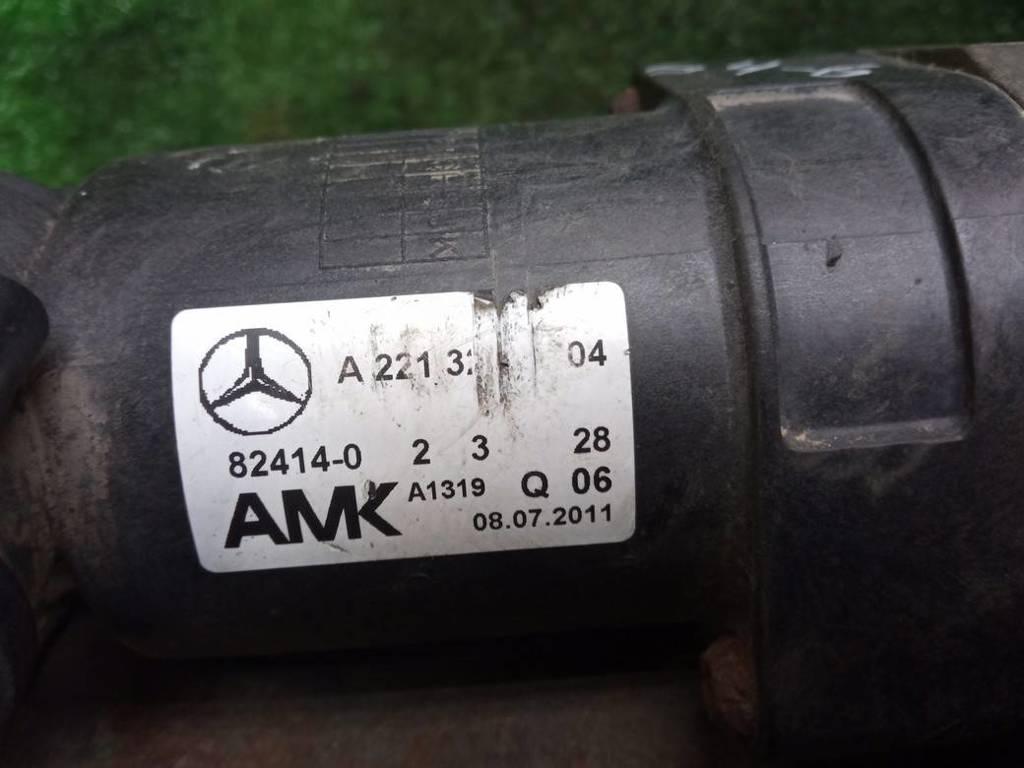 A 221 32 04
82414-0 2 3 28
AMK A1319 Q 06
08.07.2011